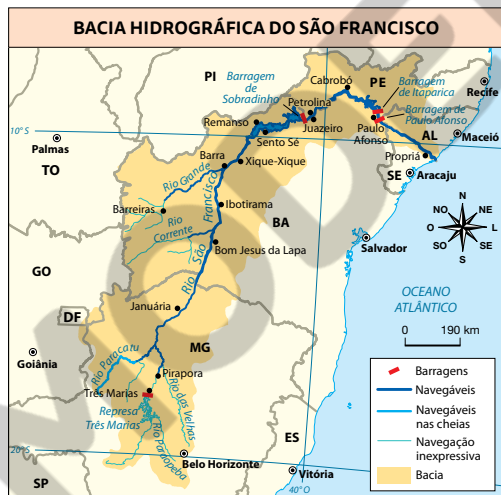 BACIA HIDROGRÁFICA DO SÃO FRANCISCO
PI
Barragem
de
Sobradinho
Cabrobó
PE
Barragem
de Itaparica
Recife
Petrolina
Remanso
Juazeiro
Paulo
Afonso
Barragem de
Paulo Afonso
10°S
Palmas
Sento Sé
AL
Maceió
TO
Barra
Xique-Xique
Propriá
SE
Aracaju
Rio Grande
Barreiras
Rio
Corrente
Ibotirama
BA
Rio São Francisco
Bom Jesus da Lapa
Salvador
N
NO
NE
O
L
SO
SE
S
GO
DF
Januária
OCEANO
ATLÂNTICO
0
190 km
Goiânia
Rio Paracatu
MG
Pirapora
Três Marias
Represa
Três Marias
Rio das Velhas
Rio Paraopeba
20°S
Belo Horizonte
ES
Vitória
SP
40°O
Barragens
Navegáveis
Navegáveis
nas cheias
Navegação
inexpressiva
Bacia